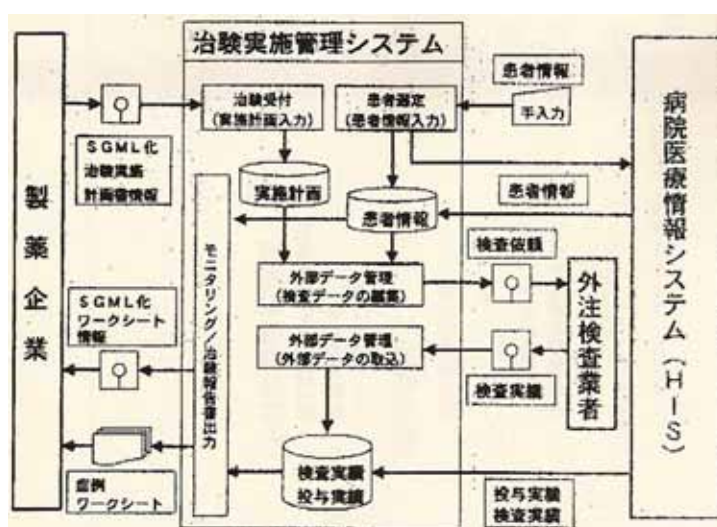 治験実施管理システム
製薬企業
SGML化
治験実施
計画書情報
治験受付
(実施計画入力)
患者選定
(患者情報入力)
患者情報
手入力
実施計画
患者情報
患者情報
病院医療情報システム(HIS)
モニタリング/治験報告書出力
外部データ管理
(検査データの編集)
検査依頼
外注検査業者
SGML化
ワークシート
情報
外部データ管理
(外部データの取込)
検査実績
症例
ワークシート
検査実績
投与実績
投与実績
検査実績